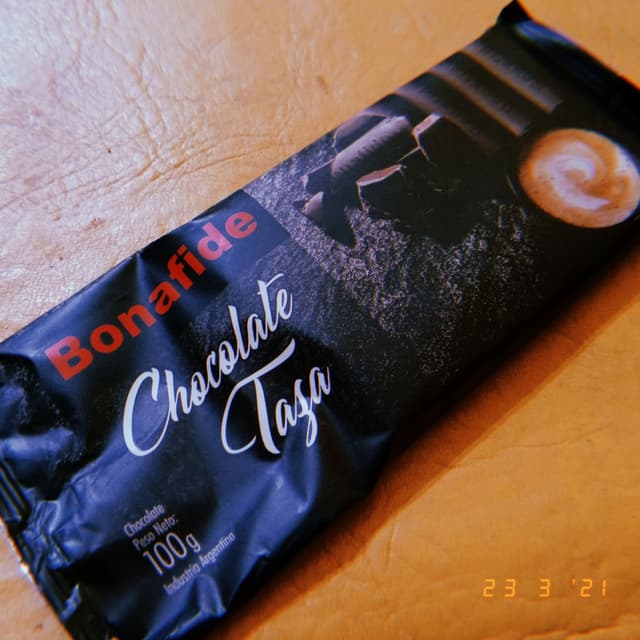 Bonafide
Chocolate
Taza
Chocolate
Peso Neto:
100g
Industria Argentina
23 3 '21